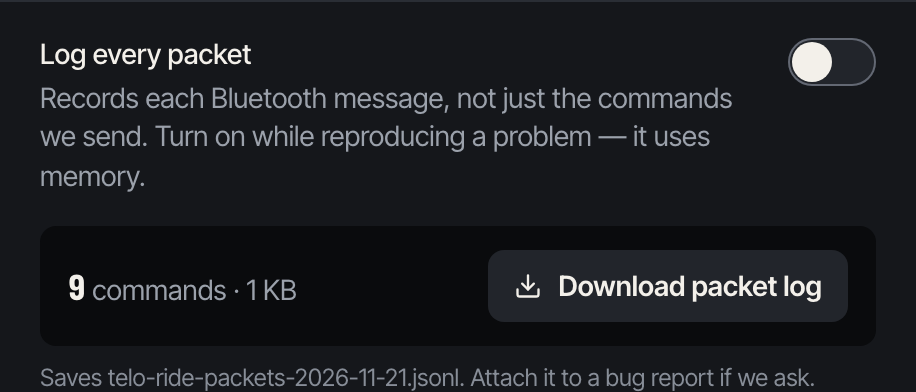 Log every packet
Records each Bluetooth message, not just the commands
we send. Turn on while reproducing a problem — it uses
memory.
9 commands · 1 KB
Download packet log
Saves telo-ride-packets-2026-11-21.jsonl. Attach it to a bug report if we ask.